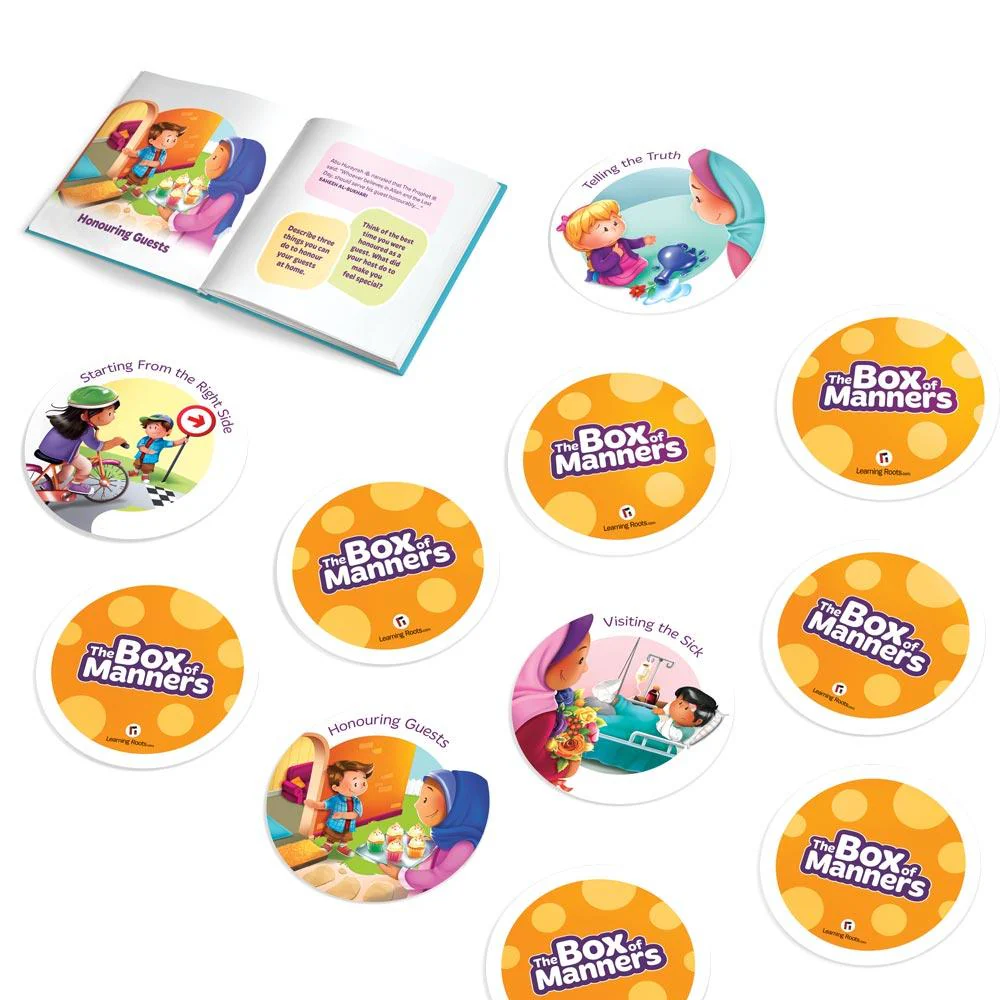 Honouring Guests
Abu Hurayrah narrated that The Prophet ﷺ
said, "Whoever believes in Allah and the Last
Day, should serve his guest honourably..."
SAHEEH AL-BUKHARI
Describe three
things you can
do to honour
your guests
at home.
Think of the best
time you were
honoured as a
guest. What did
your host do to
make you
feel special?
Telling the Truth
Starting From the Right Side
The Box of
Manners
Learning Roots.com
The Box of
Manners
Learning Roots.com
The Box of
Manners
Learning Roots.com
The Box of
Manners
Learning Roots.com
Visiting the Sick
The Box of
Manners
Learning Roots.com
Honouring Guests
The Box of
Manners
Learning Roots.com
The Box of
Manners